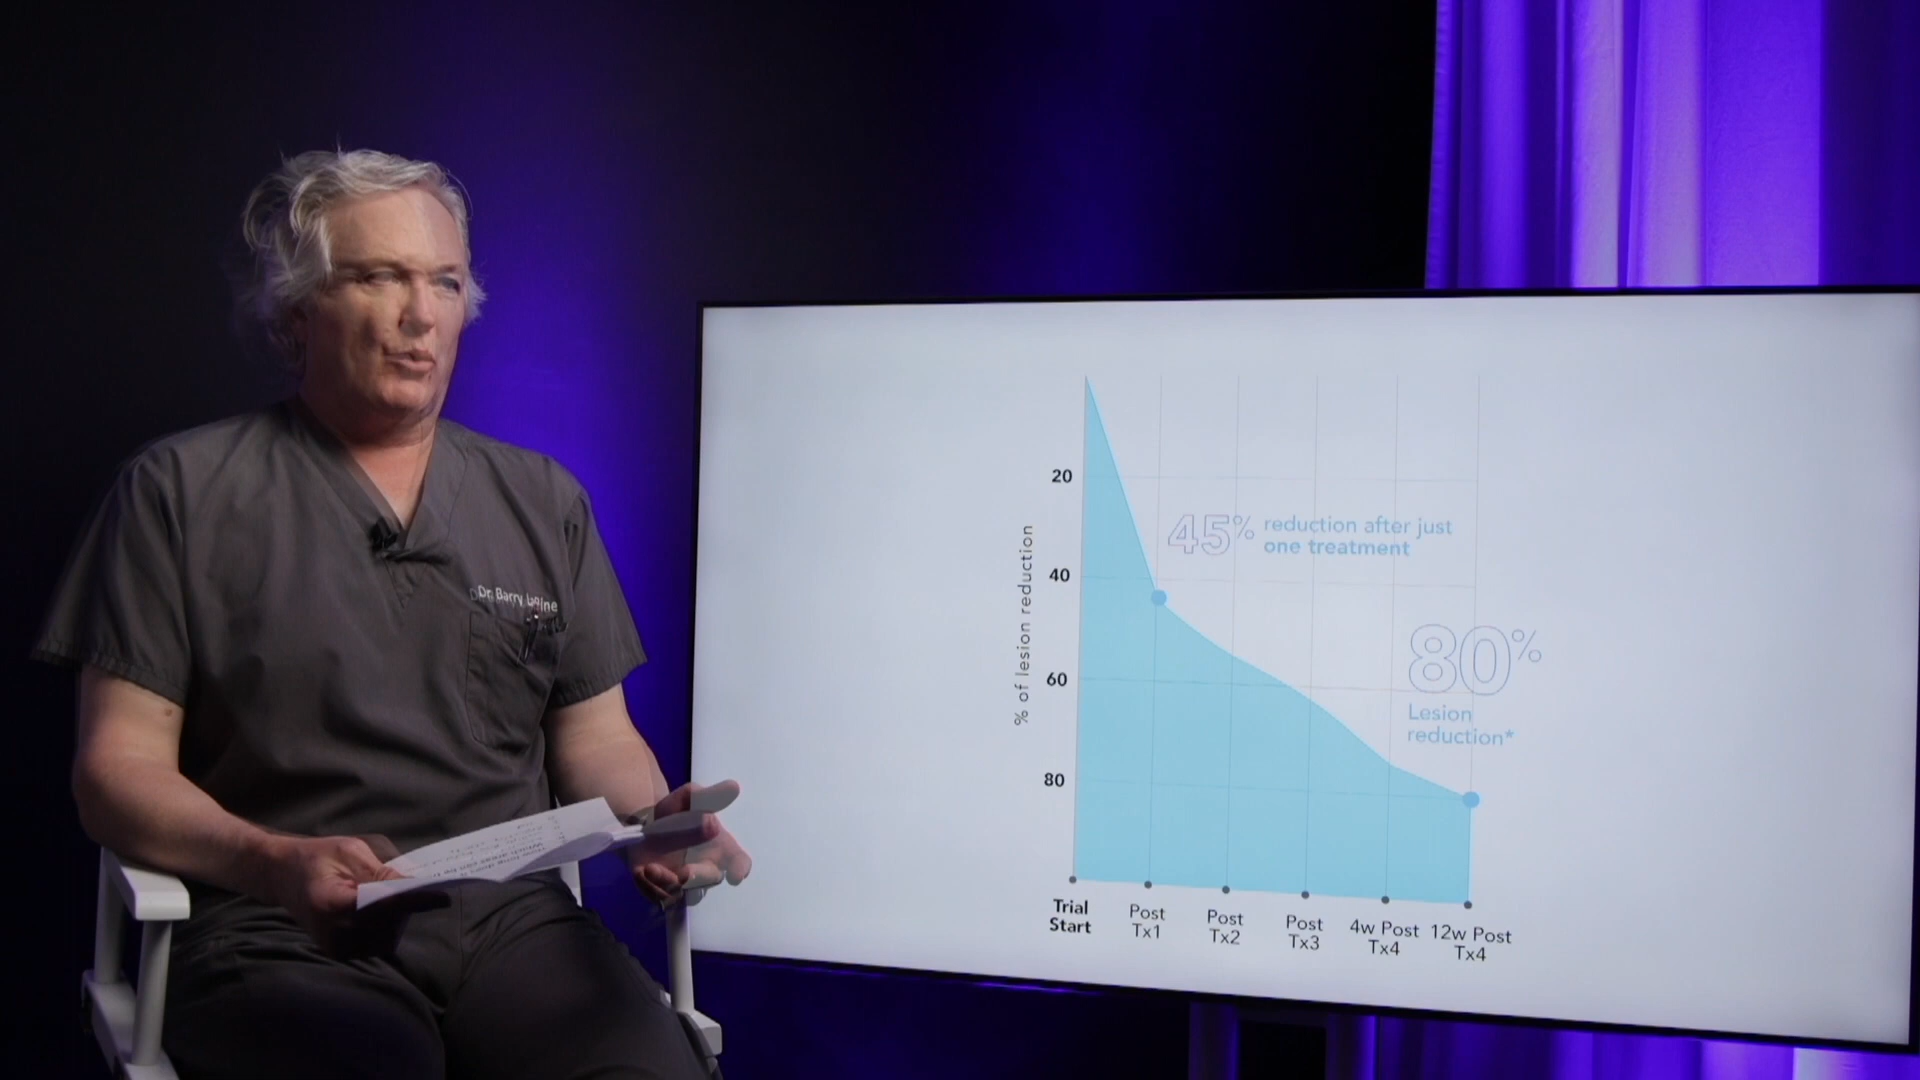 Dr. Barry
20
45% reduction after just
one treatment
40
80%
60
Lesion
reduction*
80
% of lesion reduction
Trial
Start
Post
Tx1
Post
Tx2
Post
Tx3
4w Post
Tx4
12w Post
Tx4